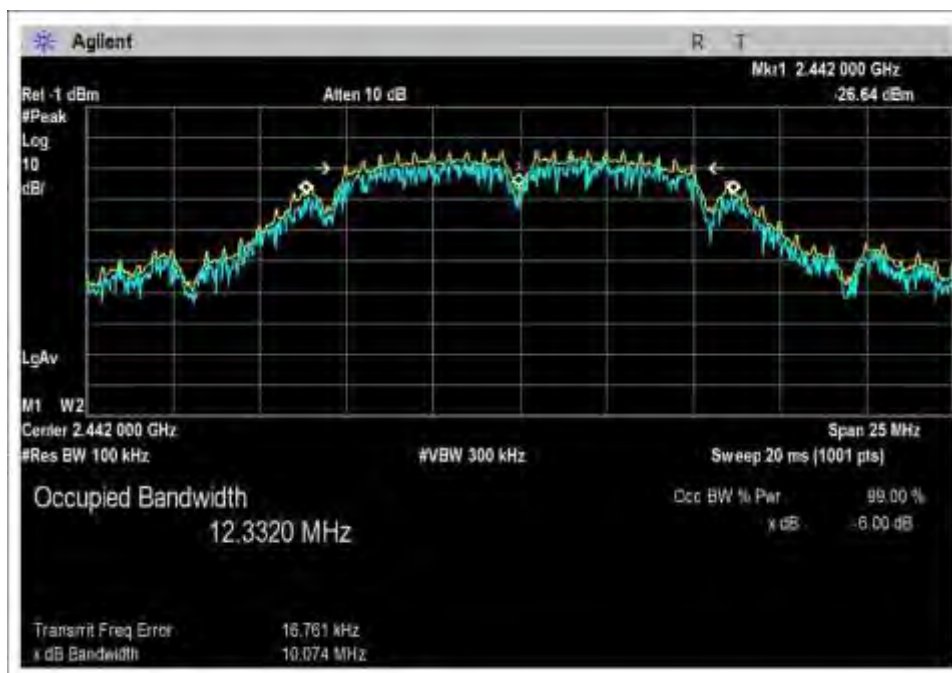 Agilent
R T
Mkr1 2.442 000 GHz
Ref -1 dBm
Atten 10 dB
-26.64 dBm
#Peak
Log
10
dB/
1
LgAv
M1 W2
Center 2.442 000 GHz
Span 25 MHz
#Res BW 100 kHz
#VBW 300 kHz
Sweep 20 ms (1001 pts)
Occupied Bandwidth
12.3320 MHz
Occ BW % Pwr 99.00 %
x dB -6.00 dB
Transmit Freq Error 16.761 kHz
x dB Bandwidth 10.074 MHz